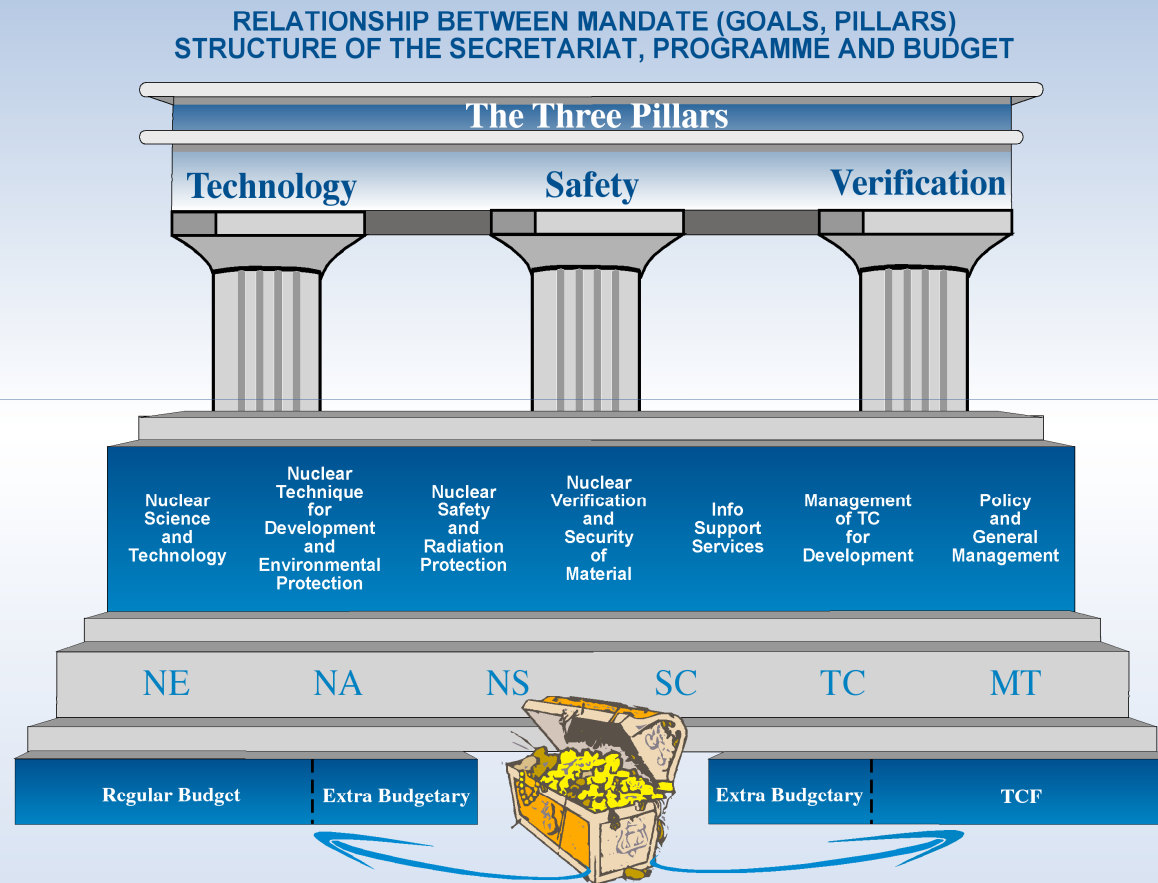 RELATIONSHIP BETWEEN MANDATE (GOALS, PILLARS)
STRUCTURE OF THE SECRETARIAT, PROGRAMME AND BUDGET
The Three Pillars
Technology
Safety
Verification
Nuclear
Science
and
Technology
Nuclear
Technique
for
Development
and
Environmental
Protection
Nuclear
Safety
and
Radiation
Protection
Nuclear
Verification
and
Security
of
Material
Info
Support
Services
Management
of TC
for
Development
Policy
and
General
Management
NE
NA
NS
SC
TC
MT
Regular Budget
Extra Budgetary
Extra Budgetary
TCF